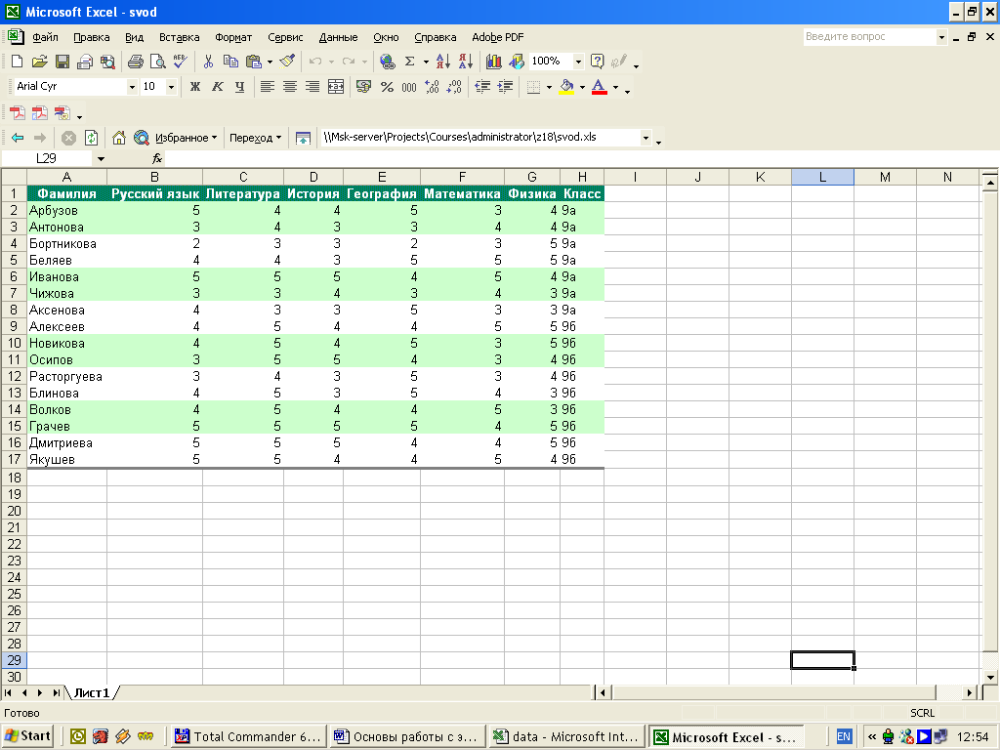 Microsoft Excel - svod
Файл Правка Вид Вставка Формат Сервис Данные Окно Справка Adobe PDF Введите вопрос
100%
Arial Cyr 10 Ж К Ч % 000
Избранное Переход \\Msk-server\Projects\Courses\administrator\z18\svod.xls
L29 fx
A B C D E F G H I J K L M N
1 Фамилия Русский язык Литература История География Математика Физика Класс
2 Арбузов 5 4 4 5 3 4 9а
3 Антонова 3 4 3 3 4 4 9а
4 Бортникова 2 3 3 2 3 5 9а
5 Беляев 4 4 3 5 5 5 9а
6 Иванова 5 5 5 4 5 4 9а
7 Чижова 3 3 4 3 4 3 9а
8 Аксенова 4 3 3 5 3 3 9а
9 Алексеев 4 5 4 4 5 5 9б
10 Новикова 4 5 4 5 3 5 9б
11 Осипов 3 5 5 4 3 4 9б
12 Расторгуева 3 4 3 5 3 4 9б
13 Блинова 4 5 3 5 4 3 9б
14 Волков 4 5 4 4 5 3 9б
15 Грачев 5 5 5 5 4 5 9б
16 Дмитриева 5 5 5 4 4 5 9б
17 Якушев 5 5 4 4 5 4 9б
18
19
20
21
22
23
24
25
26
27
28
29
30
Лист1
Готово SCRL
Start Total Commander 6.... Основы работы с э... data - Microsoft Int... Microsoft Excel - s... EN « 12:54